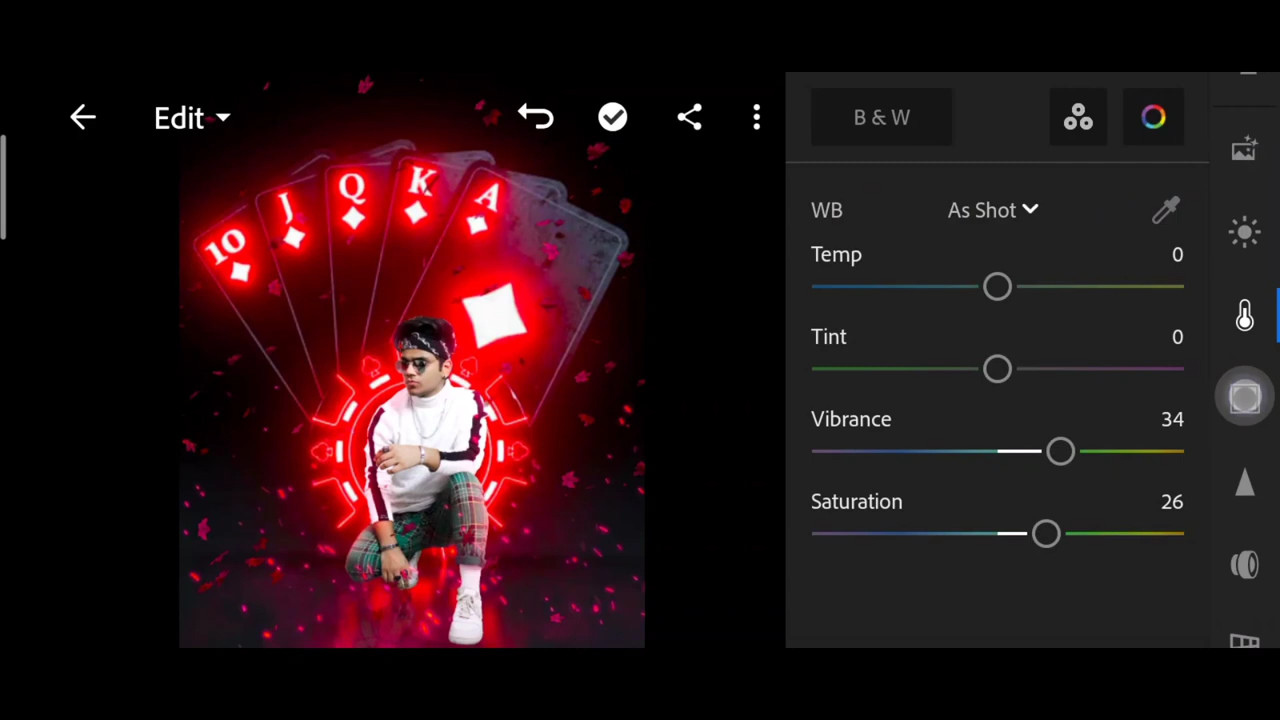 Edit
B & W
WB
As Shot
Temp
0
Tint
0
Vibrance
34
Saturation
26
10
J
Q
K
A